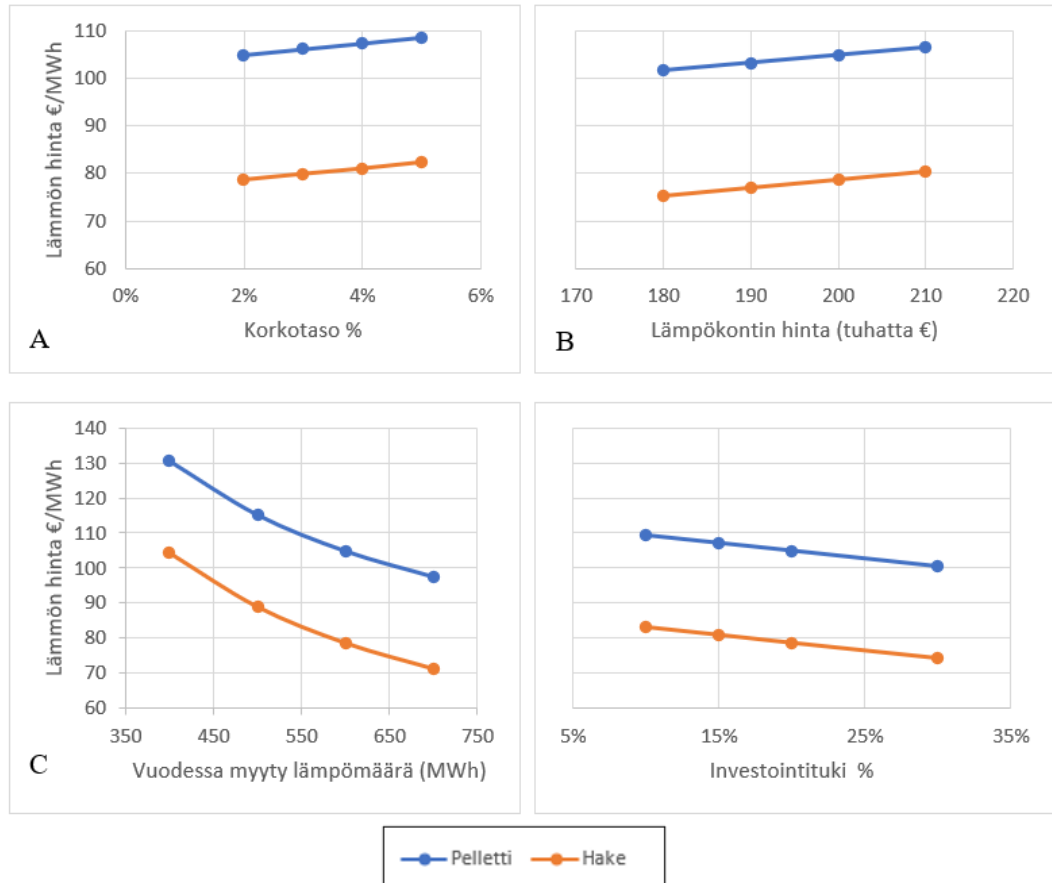 Lämmön hinta €/MWh
110
100
90
80
70
60
0% 2% 4% 6%
Korkotaso %
A
170 180 190 200 210 220
Lämpökontin hinta (tuhatta €)
B
Lämmön hinta €/MWh
140
130
120
110
100
90
80
70
60
350 450 550 650 750
Vuodessa myyty lämpömäärä (MWh)
C
5% 15% 25% 35%
Investointituki %
Pelletti Hake